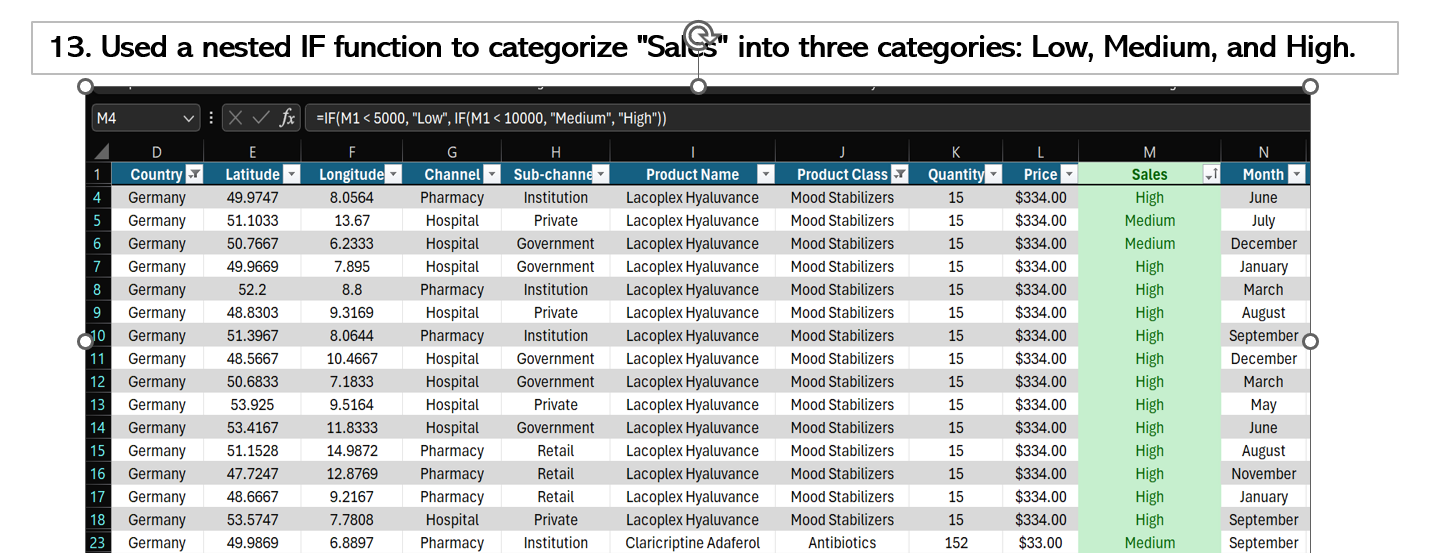 13. Used a nested IF function to categorize "Sales" into three categories: Low, Medium, and High.
M4 fx =IF(M1 < 5000, "Low", IF(M1 < 10000, "Medium", "High"))
D E F G H I J K L M N
1 Country Latitude Longitude Channel Sub-channe Product Name Product Class Quantity Price Sales Month
4 Germany 49.9747 8.0564 Pharmacy Institution Lacoplex Hyaluvance Mood Stabilizers 15 $334.00 High June
5 Germany 51.1033 13.67 Hospital Private Lacoplex Hyaluvance Mood Stabilizers 15 $334.00 Medium July
6 Germany 50.7667 6.2333 Hospital Government Lacoplex Hyaluvance Mood Stabilizers 15 $334.00 Medium December
7 Germany 49.9669 7.895 Hospital Government Lacoplex Hyaluvance Mood Stabilizers 15 $334.00 High January
8 Germany 52.2 8.8 Pharmacy Institution Lacoplex Hyaluvance Mood Stabilizers 15 $334.00 High March
9 Germany 48.8303 9.3169 Hospital Private Lacoplex Hyaluvance Mood Stabilizers 15 $334.00 High August
10 Germany 51.3967 8.0644 Pharmacy Institution Lacoplex Hyaluvance Mood Stabilizers 15 $334.00 High September
11 Germany 48.5667 10.4667 Hospital Government Lacoplex Hyaluvance Mood Stabilizers 15 $334.00 High December
12 Germany 50.6833 7.1833 Hospital Government Lacoplex Hyaluvance Mood Stabilizers 15 $334.00 High March
13 Germany 53.925 9.5164 Hospital Private Lacoplex Hyaluvance Mood Stabilizers 15 $334.00 High May
14 Germany 53.4167 11.8333 Hospital Government Lacoplex Hyaluvance Mood Stabilizers 15 $334.00 High June
15 Germany 51.1528 14.9872 Pharmacy Retail Lacoplex Hyaluvance Mood Stabilizers 15 $334.00 High August
16 Germany 47.7247 12.8769 Pharmacy Retail Lacoplex Hyaluvance Mood Stabilizers 15 $334.00 High November
17 Germany 48.6667 9.2167 Pharmacy Retail Lacoplex Hyaluvance Mood Stabilizers 15 $334.00 High January
18 Germany 53.5747 7.7808 Hospital Private Lacoplex Hyaluvance Mood Stabilizers 15 $334.00 High September
23 Germany 49.9869 6.8897 Pharmacy Institution Claricriptine Adaferol Antibiotics 152 $33.00 Medium September